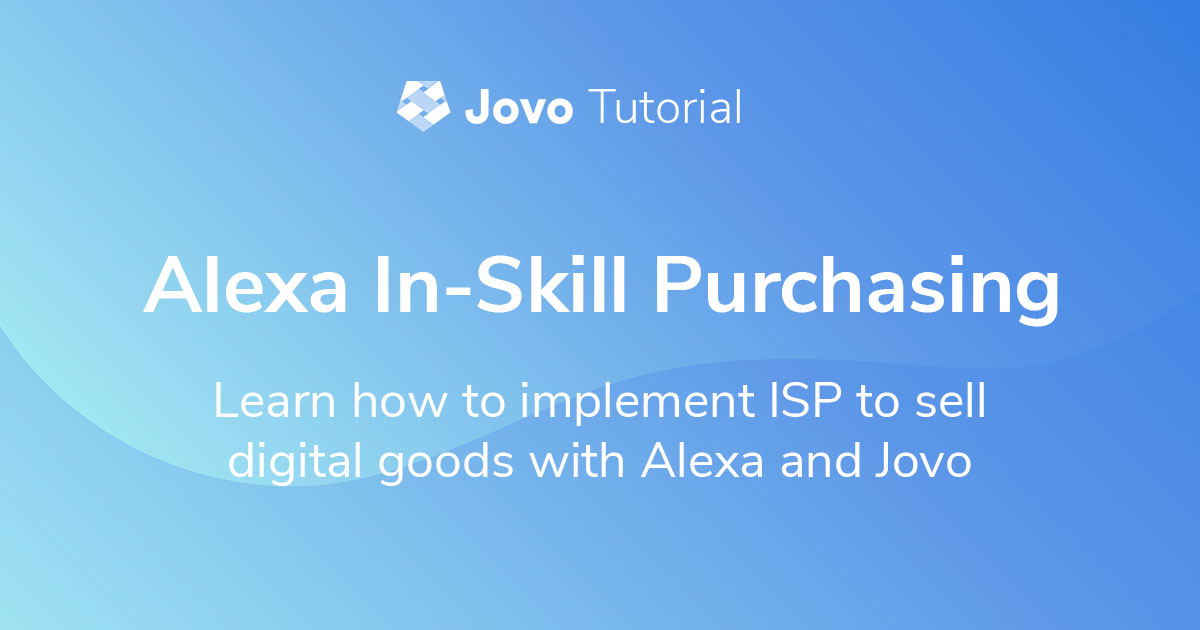 Jovo Tutorial
Alexa In-Skill Purchasing
Learn how to implement ISP to sell
digital goods with Alexa and Jovo